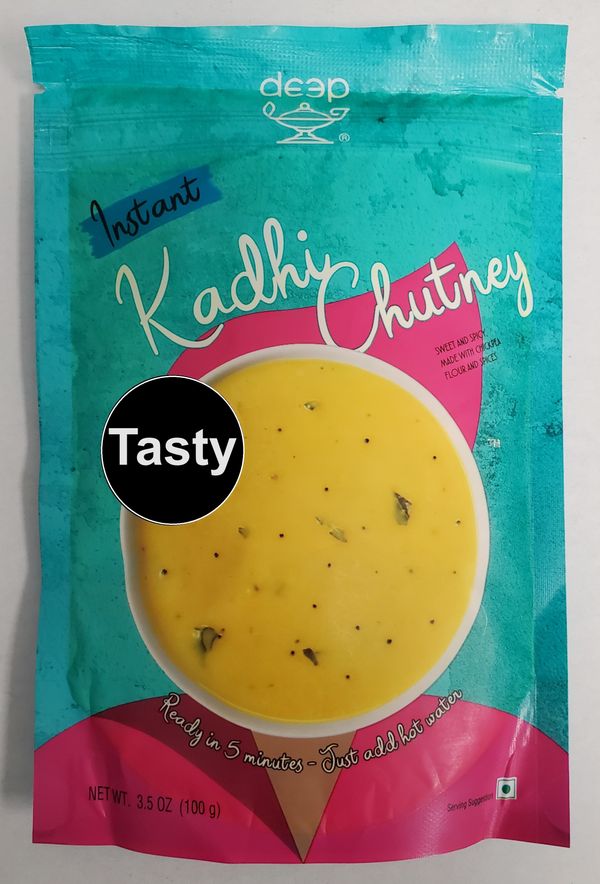 deep
®
Instant
Kadhi Chutney
SWEET AND SPICY
MADE WITH CHICKPEA
FLOUR AND SPICES
TM
Tasty
Ready in 5 minutes - Just add hot water
NET WT. 3.5 OZ (100 g)
Serving Suggestion